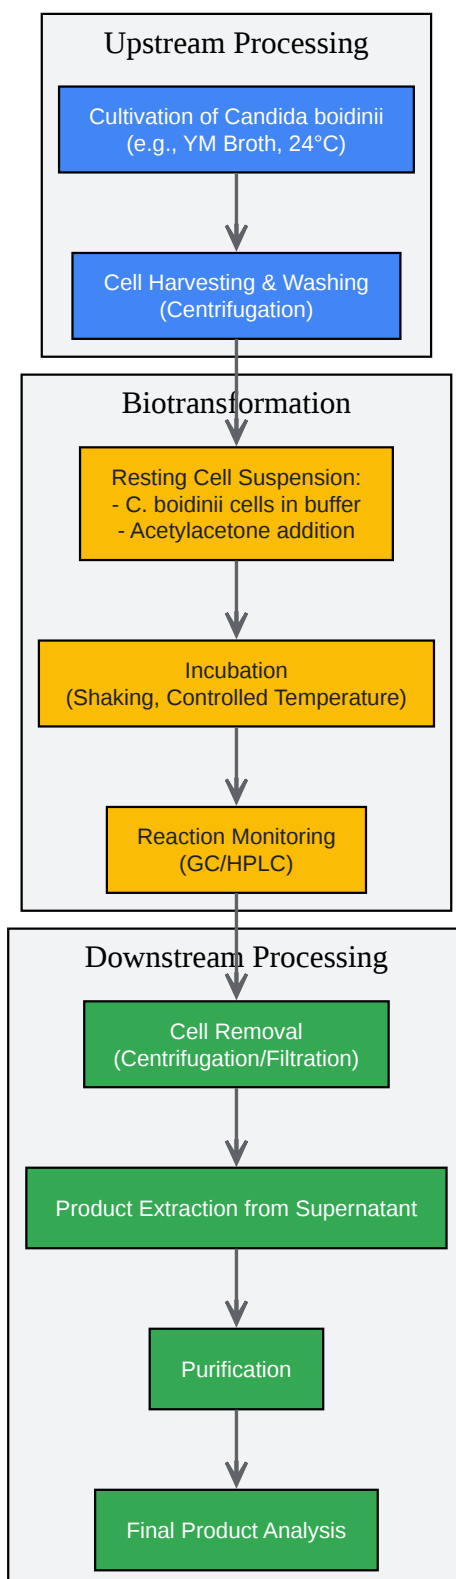 Upstream Processing
Cultivation of Candida boidinii
(e.g., YM Broth, 24°C)
Cell Harvesting & Washing
(Centrifugation)
Biotransformation
Resting Cell Suspension:
- C. boidinii cells in buffer
- Acetylacetone addition
Incubation
(Shaking, Controlled Temperature)
Reaction Monitoring
(GC/HPLC)
Downstream Processing
Cell Removal
(Centrifugation/Filtration)
Product Extraction from Supernatant
Purification
Final Product Analysis